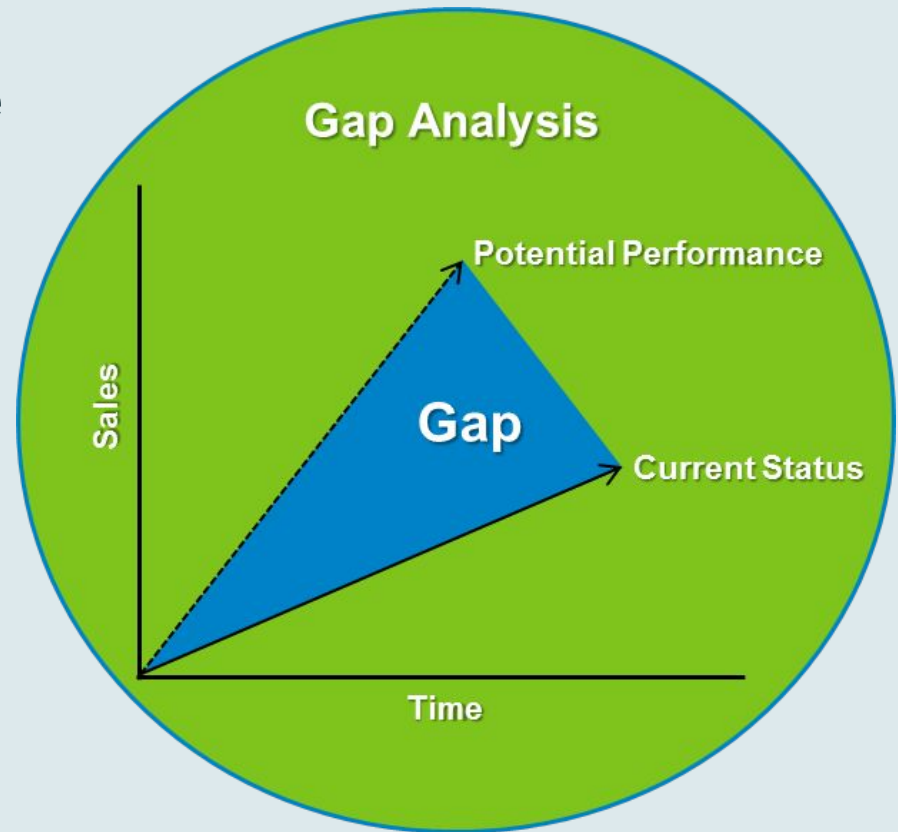 Gap Analysis
Potential Performance
Sales
Gap
Current Status
Time